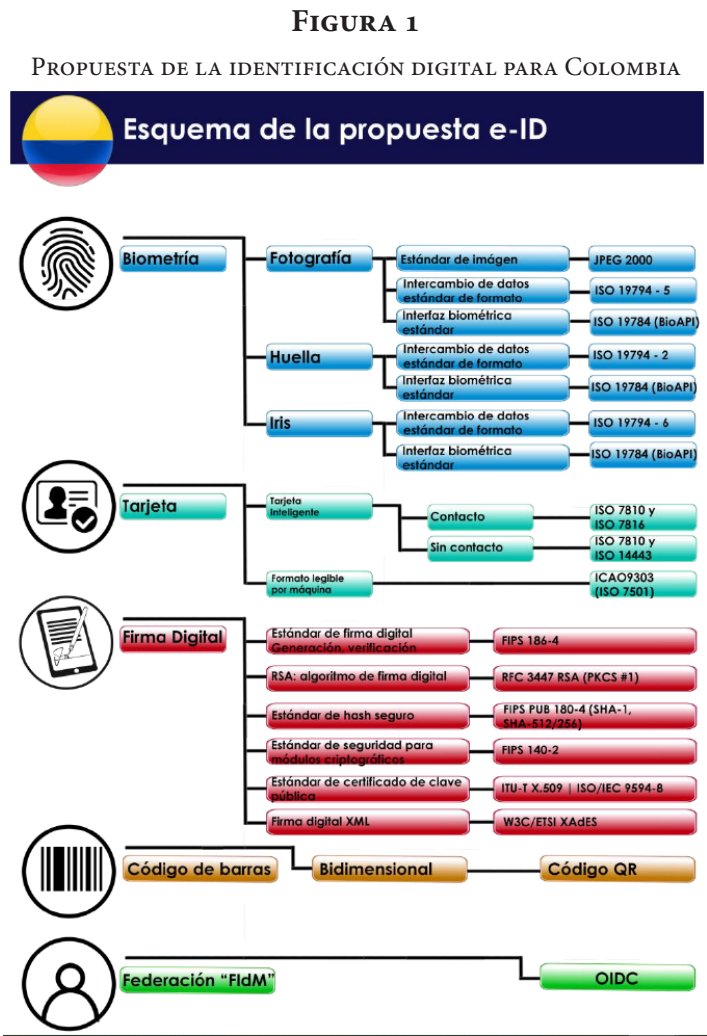 Figura 1
Propuesta de la identificación digital para Colombia
Esquema de la propuesta e-ID
Biometría
Fotografía
Estándar de imágen
JPEG 2000
Intercambio de datos
estándar de formato
ISO 19794 - 5
Interfaz biométrica
estándar
ISO 19784 (BioAPI)
Huella
Intercambio de datos
estándar de formato
ISO 19794 - 2
Interfaz biométrica
estándar
ISO 19784 (BioAPI)
Iris
Intercambio de datos
estándar de formato
ISO 19794 - 6
Interfaz biométrica
estándar
ISO 19784 (BioAPI)
Tarjeta
Tarjeta
Inteligente
Contacto
ISO 7810 y
ISO 7816
Sin contacto
ISO 7810 y
ISO 14443
Formato legible
por máquina
ICAO9303
(ISO 7501)
Firma Digital
Estándar de firma digital
Generación, verificación
FIPS 186-4
RSA: algoritmo de firma digital
RFC 3447 RSA (PKCS #1)
Estándar de hash seguro
FIPS PUB 180-4 (SHA-1,
SHA-512/256)
Estándar de seguridad para
módulos criptográficos
FIPS 140-2
Estándar de certificado de clave
pública
ITU-T X.509 | ISO/IEC 9594-8
Firma digital XML
W3C/ETSI XAdES
Código de barras
Bidimensional
Código QR
Federación “FIdM”
OIDC